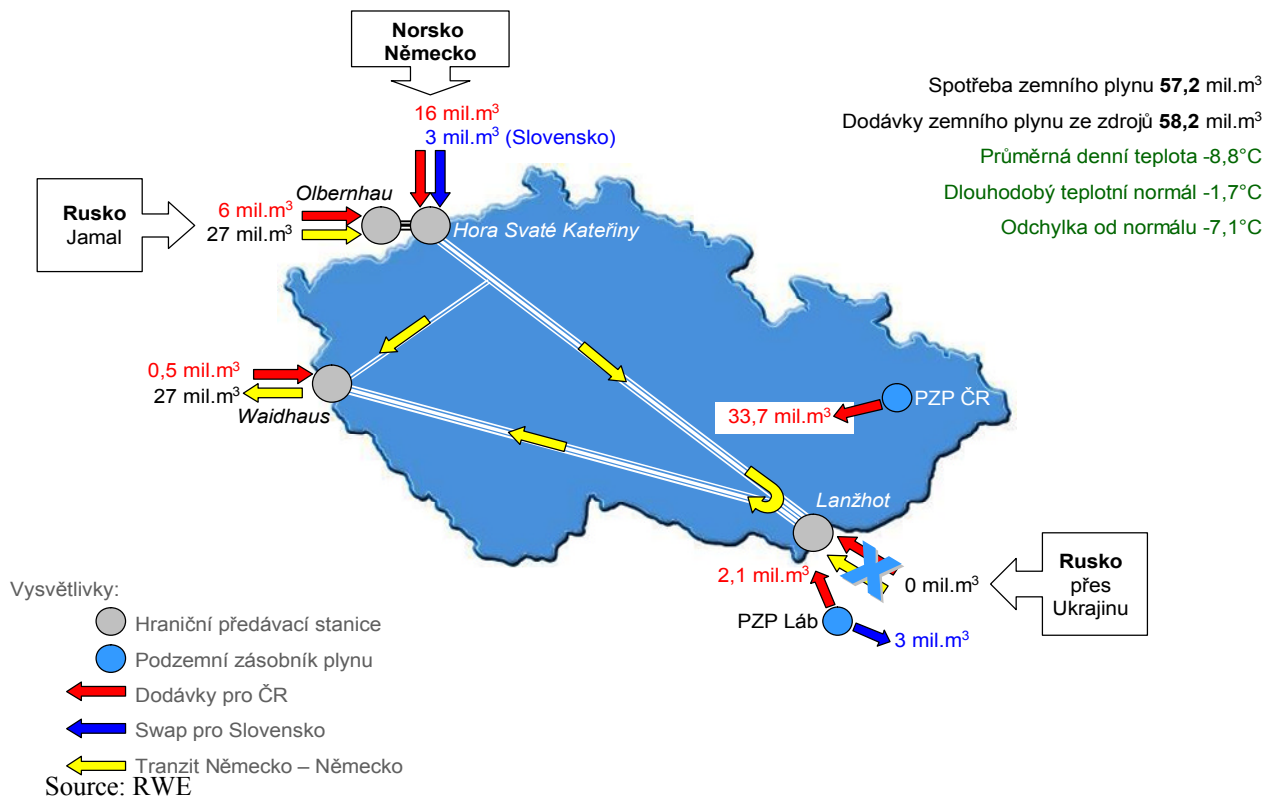 Norsko
Německo
16 mil.m³
3 mil.m³ (Slovensko)
Spotřeba zemního plynu 57,2 mil.m³
Dodávky zemního plynu ze zdrojů 58,2 mil.m³
Průměrná denní teplota -8,8°C
Dlouhodobý teplotní normál -1,7°C
Odchylka od normálu -7,1°C
Rusko
Jamal
Olbernhau
6 mil.m³
27 mil.m³
Hora Svaté Kateřiny
0,5 mil.m³
27 mil.m³
Waidhaus
PZP ČR
33,7 mil.m³
Lanžhot
2,1 mil.m³
0 mil.m³
Rusko
přes
Ukrajinu
PZP Láb
3 mil.m³
Vysvětlivky:
Hraniční předávací stanice
Podzemní zásobník plynu
Dodávky pro ČR
Swap pro Slovensko
Tranzit Německo – Německo
Source: RWE